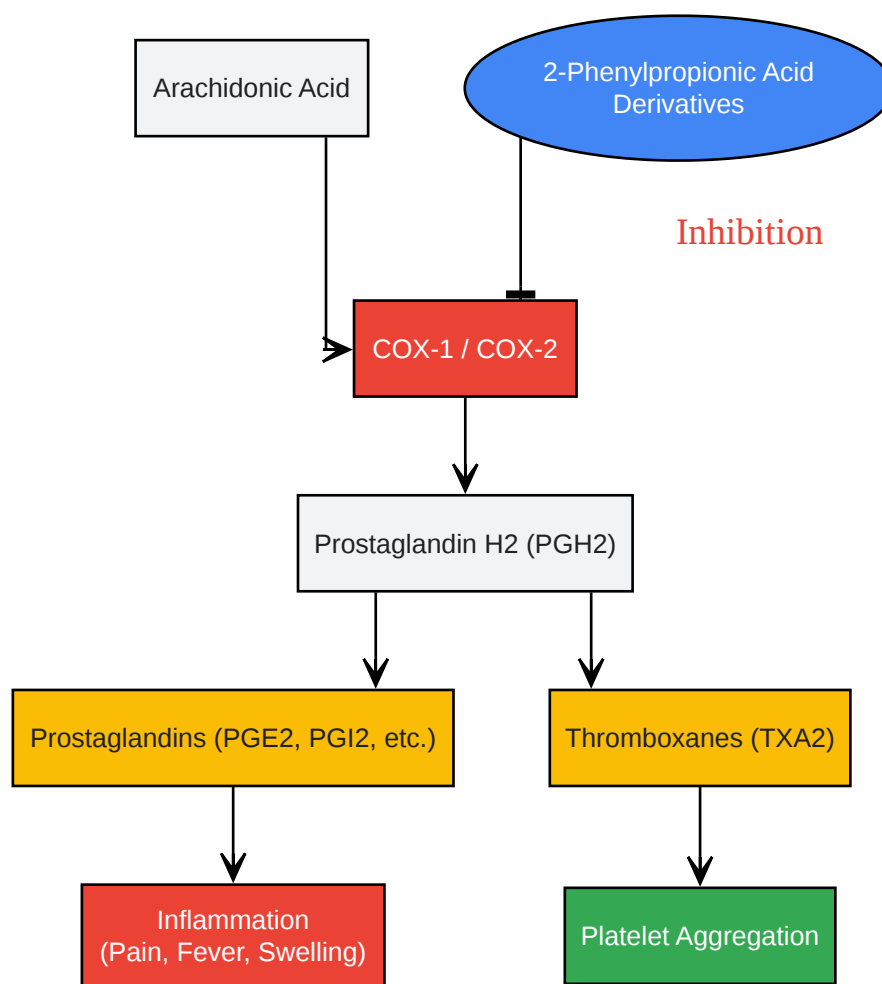 Arachidonic Acid
2-Phenylpropionic Acid
Derivatives
Inhibition
COX-1 / COX-2
Prostaglandin H2 (PGH2)
Prostaglandins (PGE2, PGI2, etc.)
Thromboxanes (TXA2)
Inflammation
(Pain, Fever, Swelling)
Platelet Aggregation